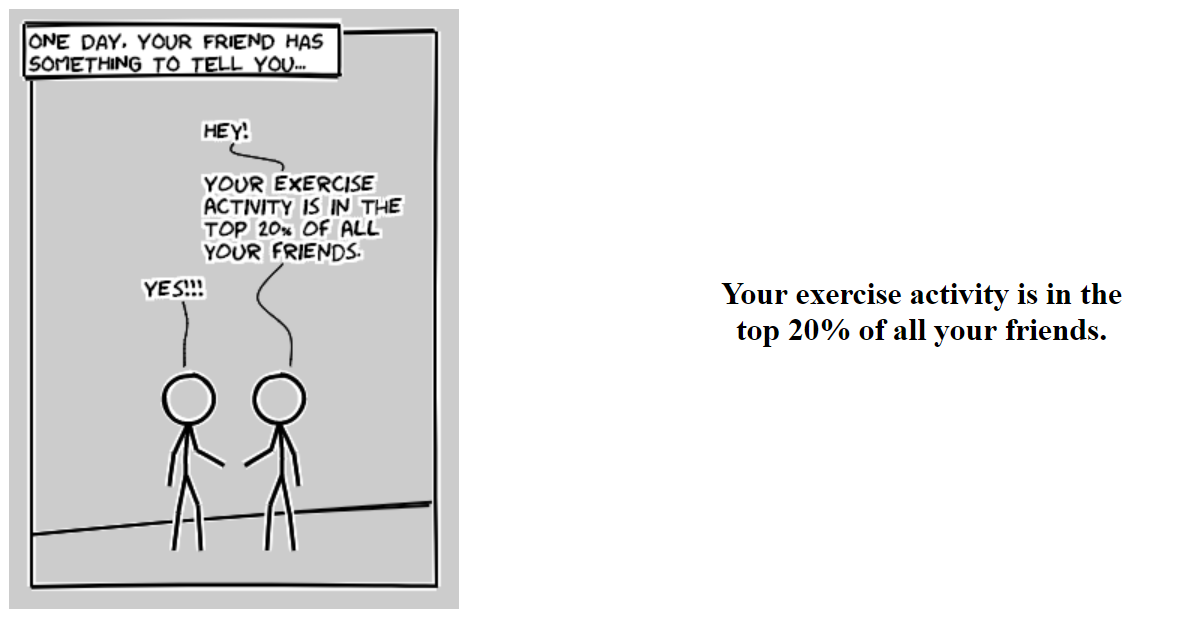 ONE DAY, YOUR FRIEND HAS
SOMETHING TO TELL YOU...
HEY!
YOUR EXERCISE
ACTIVITY IS IN THE
TOP 20% OF ALL
YOUR FRIENDS.
YES!!!
Your exercise activity is in the
top 20% of all your friends.